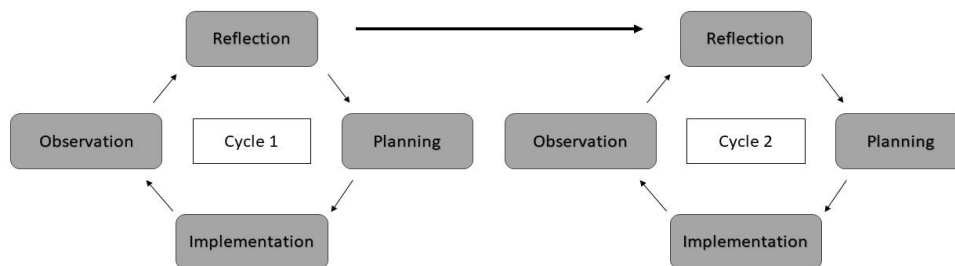 Reflection
Reflection
Observation
Cycle 1
Planning
Observation
Cycle 2
Planning
Implementation
Implementation